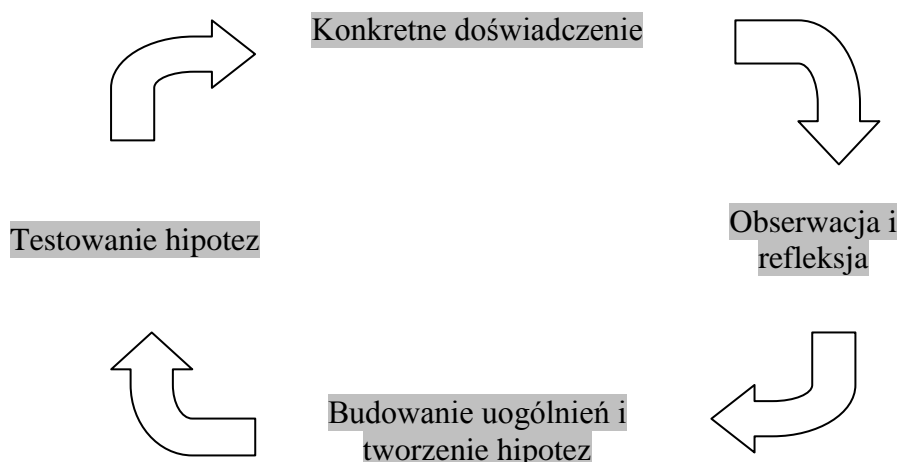 Konkretne doświadczenie
Testowanie hipotez
Obserwacja i
refleksja
Budowanie uogólnień i
tworzenie hipotez